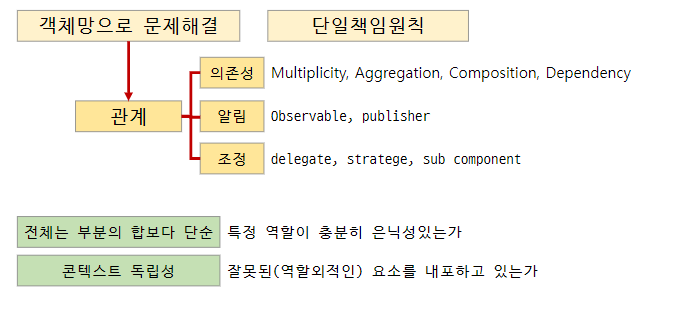 객체망으로 문제해결 단일책임원칙
의존성 Multiplicity, Aggregation, Composition, Dependency
관계 알림 Observable, publisher
조정 delegate, stratege, sub component
전체는 부분의 합보다 단순 특정 역할이 충분히 은닉성있는가
콘텍스트 독립성 잘못된(역할외적인) 요소를 내포하고 있는가